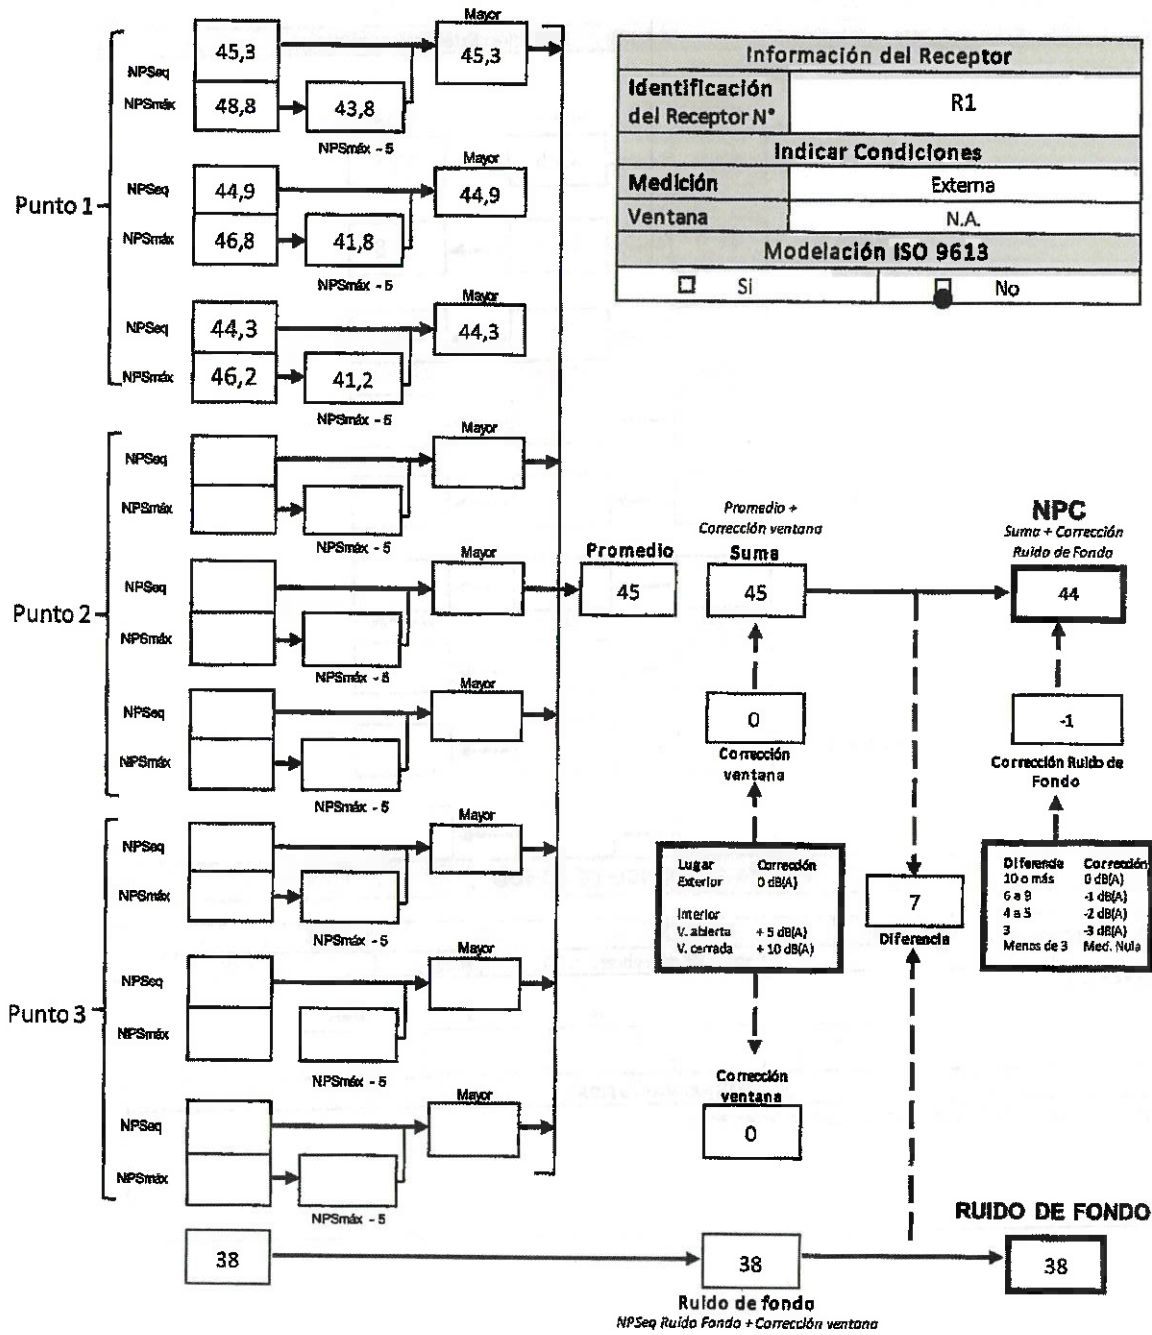 Mayor
45,3
45,3
NPSeq
NPSmáx
48,8
43,8
NPSmáx - 5
Mayor
Punto 1
NPSeq
44,9
44,9
NPSmáx
46,8
41,8
NPSmáx - 5
Mayor
NPSeq
44,3
44,3
NPSmáx
46,2
41,2
NPSmáx - 5
Información del Receptor
Identificación
del Receptor N°
R1
Indicar Condiciones
Medición
Externa
Ventana
N.A.
Modelación ISO 9613
Si
No
Mayor
NPSeq
NPSmáx
NPSmáx - 5
Mayor
Punto 2
NPSeq
NPSmáx
NPSmáx - 5
Mayor
NPSeq
NPSmáx
NPSmáx - 5
Mayor
NPSeq
NPSmáx
NPSmáx - 5
Mayor
Punto 3
NPSeq
NPSmáx
NPSmáx - 5
Mayor
NPSeq
NPSmáx
NPSmáx - 5
Promedio
45
Promedio +
Corrección ventana
Suma
45
NPC
Suma + Corrección
Ruido de Fondo
44
0
Corrección
ventana
-1
Corrección Ruido de
Fondo
Lugar Corrección
Exterior 0 dB(A)
Interior
V. abierta + 5 dB(A)
V. cerrada + 10 dB(A)
7
Diferencia
Diferencia Corrección
10 o más 0 dB(A)
6 a 9 -1 dB(A)
4 a 5 -2 dB(A)
3 -3 dB(A)
Menos de 3 Med. Nula
Corrección
ventana
0
38
38
Ruido de fondo
NPSeq Ruido Fondo + Corrección ventana
RUIDO DE FONDO
38